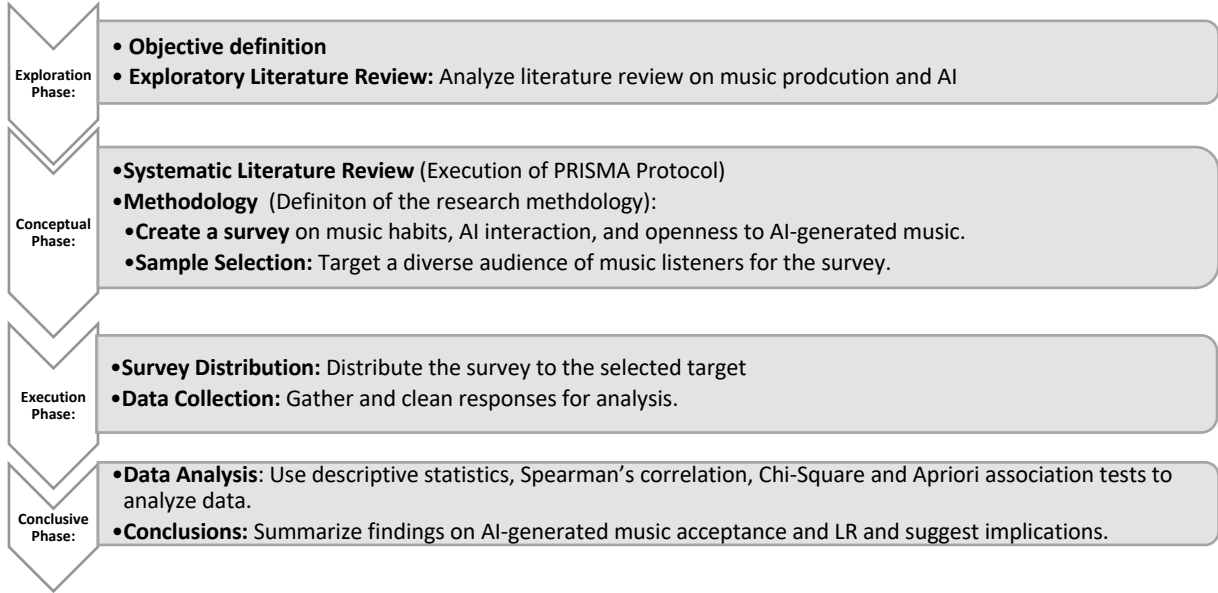 Exploration
Phase:
• Objective definition
• Exploratory Literature Review: Analyze literature review on music prodcution and AI
Conceptual
Phase:
•Systematic Literature Review (Execution of PRISMA Protocol)
•Methodology (Definiton of the research methdology):
•Create a survey on music habits, AI interaction, and openness to AI-generated music.
•Sample Selection: Target a diverse audience of music listeners for the survey.
Execution
Phase:
•Survey Distribution: Distribute the survey to the selected target
•Data Collection: Gather and clean responses for analysis.
Conclusive
Phase:
•Data Analysis: Use descriptive statistics, Spearman’s correlation, Chi-Square and Apriori association tests to
analyze data.
•Conclusions: Summarize findings on AI-generated music acceptance and LR and suggest implications.